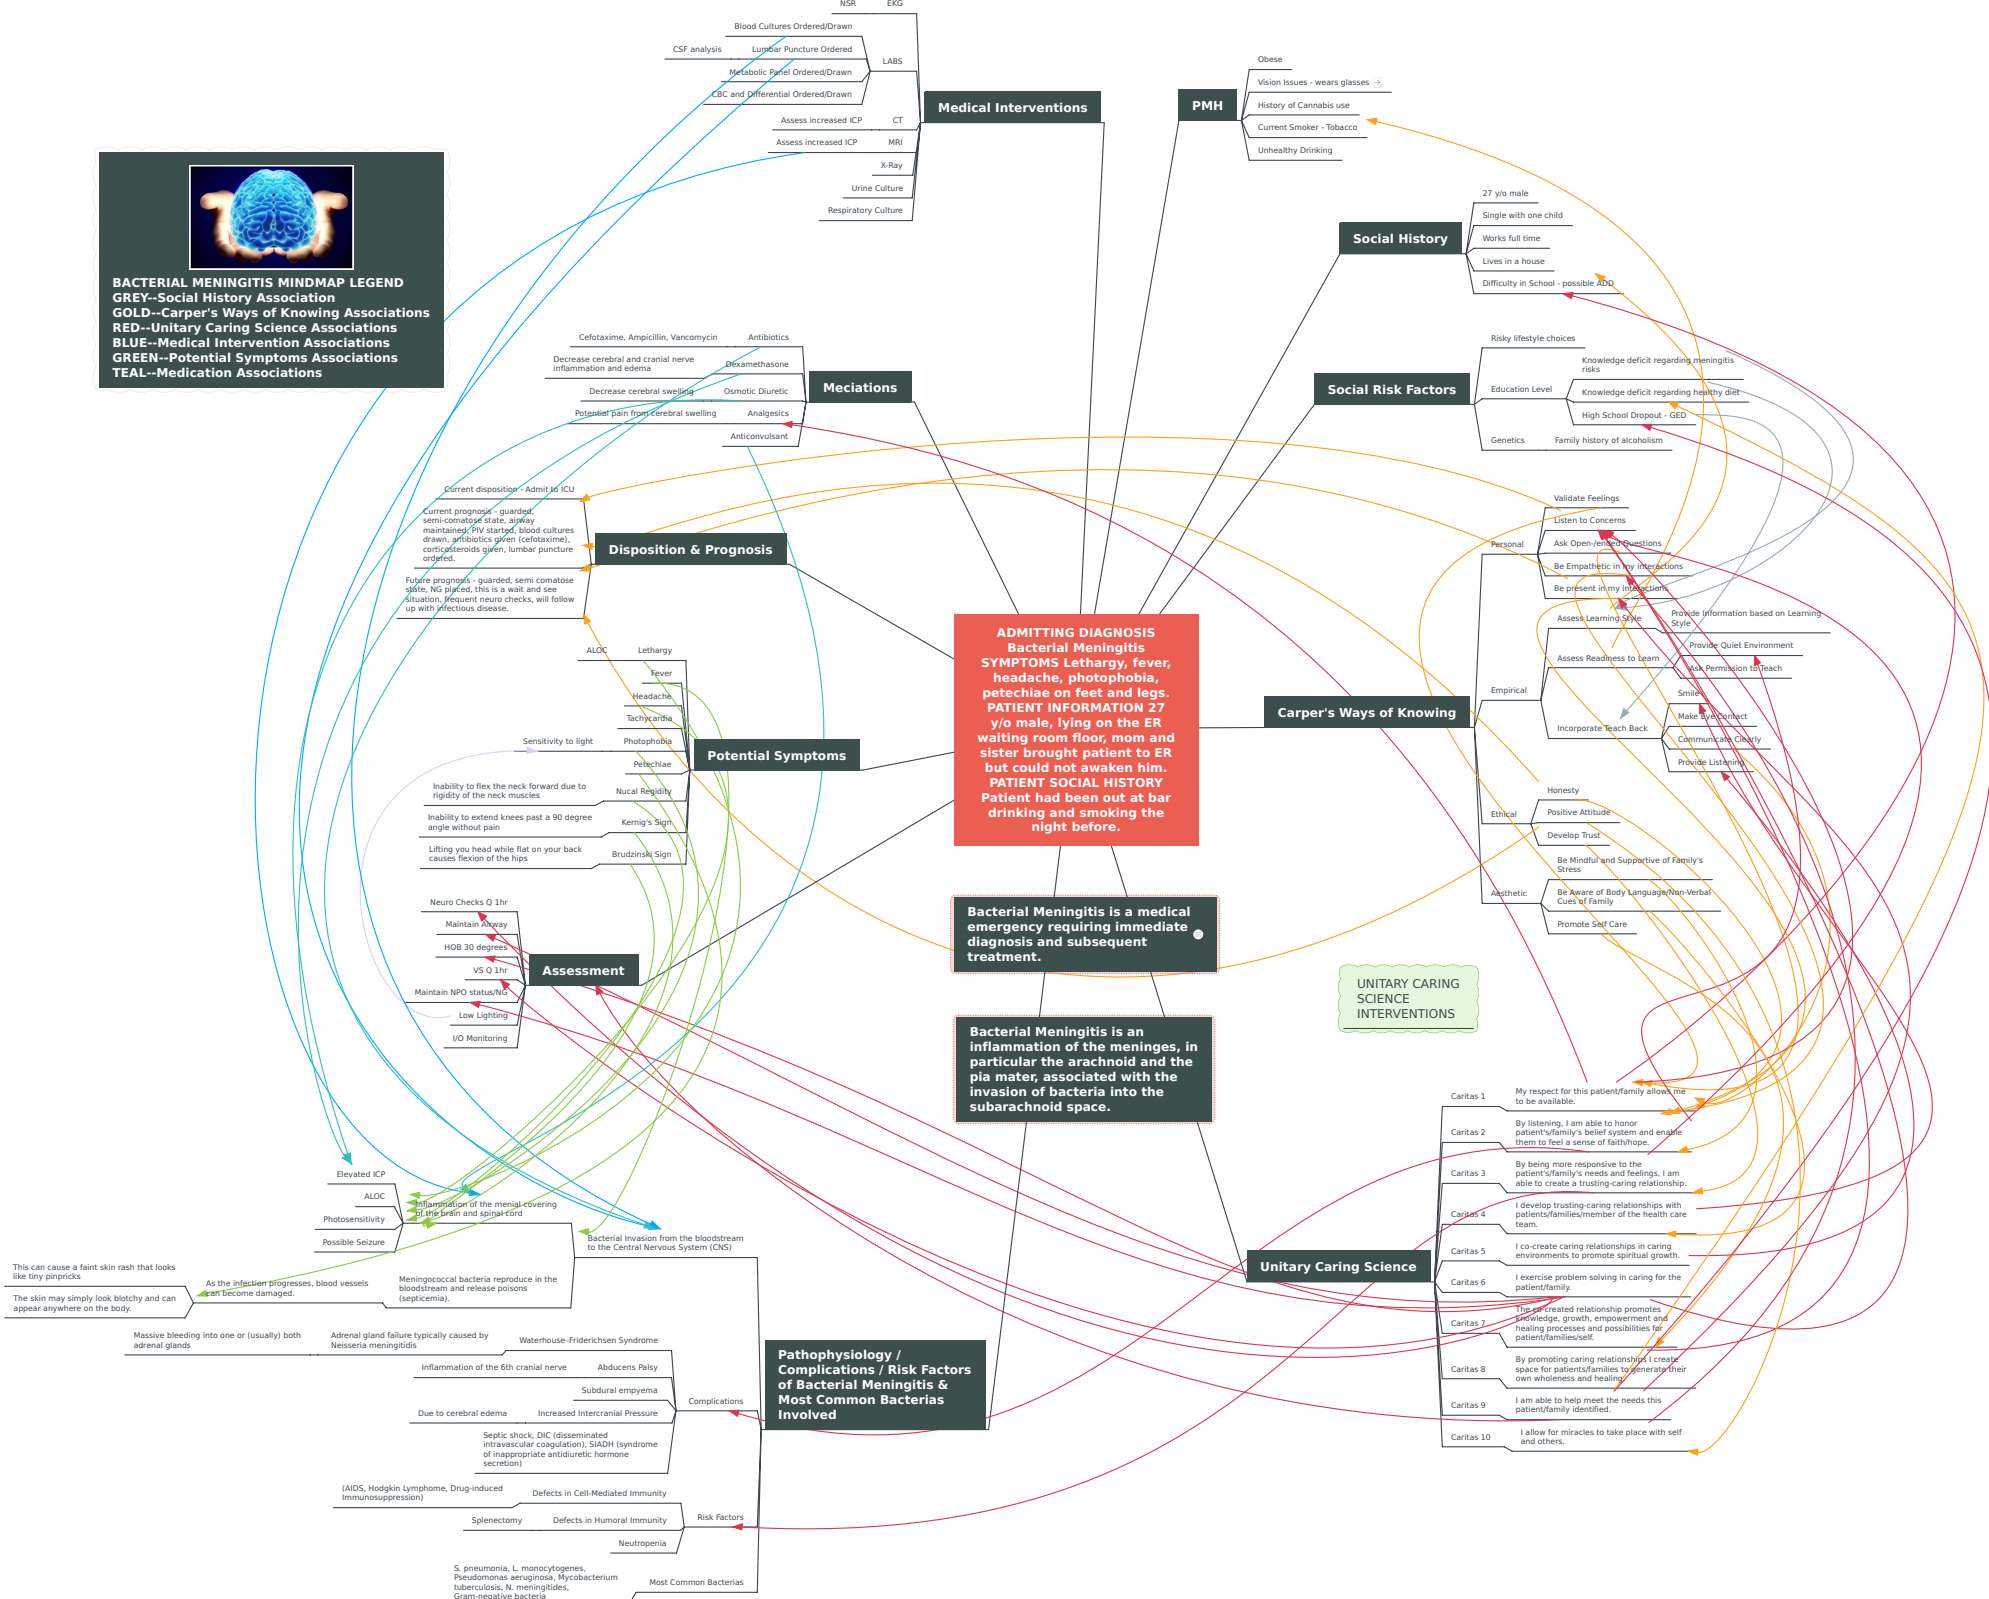 NSR
EKG
Blood Cultures Ordered/Drawn
CSF analysis
Lumbar Puncture Ordered
LABS
Metabolic Panel Ordered/Drawn
CBC and Differential Ordered/Drawn
Assess increased ICP
CT
Assess increased ICP
MRI
X-Ray
Urine Culture
Respiratory Culture
Medical Interventions
PMH
Obese
Vision Issues - wears glasses
History of Cannabis use
Current Smoker - Tobacco
Unhealthy Drinking
BACTERIAL MENINGITIS MINDMAP LEGEND
GREY--Social History Association
GOLD--Carper's Ways of Knowing Associations
RED--Unitary Caring Science Associations
BLUE--Medical Intervention Associations
GREEN--Potential Symptoms Associations
TEAL--Medication Associations
Social History
27 y/o male
Single with one child
Works full time
Lives in a house
Difficulty in School - possible ADD
Social Risk Factors
Risky lifestyle choices
Education Level
Knowledge deficit regarding meningitis
risks
Knowledge deficit regarding healthy diet
High School Dropout - GED
Genetics
Family history of alcoholism
Meciations
Cefotaxime, Ampicillin, Vancomycin
Antibiotics
Decrease cerebral and cranial nerve
inflammation and edema
Dexamethasone
Decrease cerebral swelling
Osmotic Diuretic
Potential pain from cerebral swelling
Analgesics
Anticonvulsant
Disposition & Prognosis
Current disposition - Admit to ICU
Current prognosis - guarded,
semi-comatose state, airway
maintained, PIV started, blood cultures
drawn, antibiotics given (cefotaxime),
corticosteroids given, lumbar puncture
ordered.
Future prognosis - guarded, semi comatose
state, NG placed, this is a wait and see
situation, frequent neuro checks, will follow
up with infectious disease.
ADMITTING DIAGNOSIS
Bacterial Meningitis
SYMPTOMS Lethargy, fever,
headache, photophobia,
petechiae on feet and legs.
PATIENT INFORMATION 27
y/o male, lying on the ER
waiting room floor, mom and
sister brought patient to ER
but could not awaken him.
PATIENT SOCIAL HISTORY
Patient had been out at bar
drinking and smoking the
night before.
Carper's Ways of Knowing
Personal
Validate Feelings
Listen to Concerns
Ask Open-/ended Questions
Be Empathetic in my interactions
Be present in my interactions
Empirical
Assess Learning Style
Provide Information based on Learning
Style
Assess Readiness to Learn
Provide Quiet Environment
Ask Permission to Teach
Incorporate Teach Back
Smile
Make Eye Contact
Communicate Clearly
Provide Listening
Ethical
Honesty
Positive Attitude
Develop Trust
Aesthetic
Be Mindful and Supportive of Family's
Stress
Be Aware of Body Language/Non-Verbal
Cues of Family
Promote Self Care
Potential Symptoms
ALOC
Lethargy
Fever
Headache
Tachycardia
Sensitivity to light
Photophobia
Petechiae
Inability to flex the neck forward due to
rigidity of the neck muscles
Nucal Regidity
Inability to extend knees past a 90 degree
angle without pain
Kernig's Sign
Lifting you head while flat on your back
causes flexion of the hips
Brudzinski Sign
Assessment
Neuro Checks Q 1hr
Maintain Airway
HOB 30 degrees
VS Q 1hr
Maintain NPO status/NG
Low Lighting
I/O Monitoring
Bacterial Meningitis is a medical
emergency requiring immediate
diagnosis and subsequent
treatment.
Bacterial Meningitis is an
inflammation of the meninges, in
particular the arachnoid and the
pia mater, associated with the
invasion of bacteria into the
subarachnoid space.
UNITARY CARING
SCIENCE
INTERVENTIONS
Unitary Caring Science
Caritas 1
My respect for this patient/family allows me
to be available.
Caritas 2
By listening, I am able to honor
patient's/family's belief system and enable
them to feel a sense of faith/hope.
Caritas 3
By being more responsive to the
patient's/family's needs and feelings, I am
able to create a trusting-caring relationship.
Caritas 4
I develop trusting-caring relationships with
patients/families/member of the health care
team.
Caritas 5
I co-create caring relationships in caring
environments to promote spiritual growth.
Caritas 6
I exercise problem solving in caring for the
patient/family.
Caritas 7
The co-created relationship promotes
knowledge, growth, empowerment and
healing processes and possibilities for
patient/families/self.
Caritas 8
By promoting caring relationships I create
space for patients/families to generate their
own wholeness and healing.
Caritas 9
I am able to help meet the needs this
patient/family identified.
Caritas 10
I allow for miracles to take place with self
and others.
Elevated ICP
ALOC
Photosensitivity
Possible Seizure
Inflammation of the menial covering
of the brain and spinal cord
Bacterial Invasion from the bloodstream
to the Central Nervous System (CNS)
This can cause a faint skin rash that looks
like tiny pinpricks
The skin may simply look blotchy and can
appear anywhere on the body.
As the infection progresses, blood vessels
can become damaged.
Meningococcal bacteria reproduce in the
bloodstream and release poisons
(septicemia).
Pathophysiology /
Complications / Risk Factors
of Bacterial Meningitis &
Most Common Bacterias
Involved
Massive bleeding into one or (usually) both
adrenal glands
Adrenal gland failure typically caused by
Neisseria meningitidis
Waterhouse–Friderichsen Syndrome
Inflammation of the 6th cranial nerve
Abducens Palsy
Subdural empyema
Complications
Due to cerebral edema
Increased Intercranial Pressure
Septic shock, DIC (disseminated
intravascular coagulation), SIADH (syndrome
of inappropriate antidiuretic hormone
secretion)
(AIDS, Hodgkin Lymphome, Drug-induced
Immunosuppression)
Defects in Cell-Mediated Immunity
Risk Factors
Splenectomy
Defects in Humoral Immunity
Neutropenia
S. pneumonia, L. monocytogenes,
Pseudomonas aeruginosa, Mycobacterium
tuberculosis, N. meningitides,
Gram-negative bacteria
Most Common Bacterias